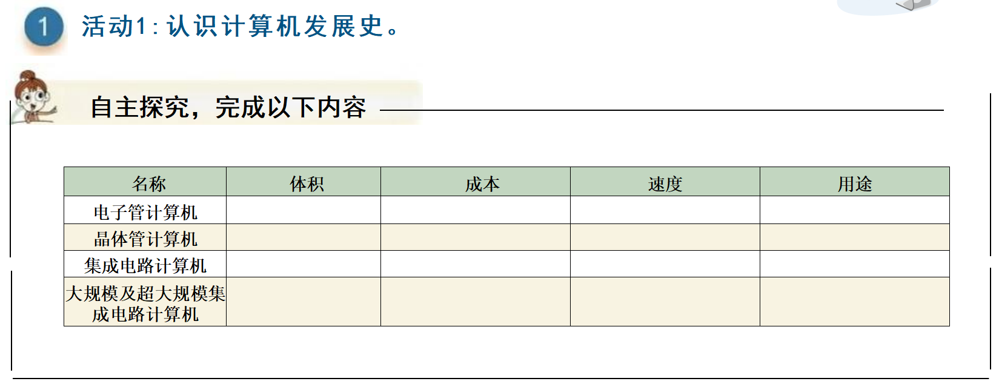 1
活动1:认识计算机发展史。
自主探究，完成以下内容
名称 体积 成本 速度 用途
电子管计算机
晶体管计算机
集成电路计算机
大规模及超大规模集
成电路计算机